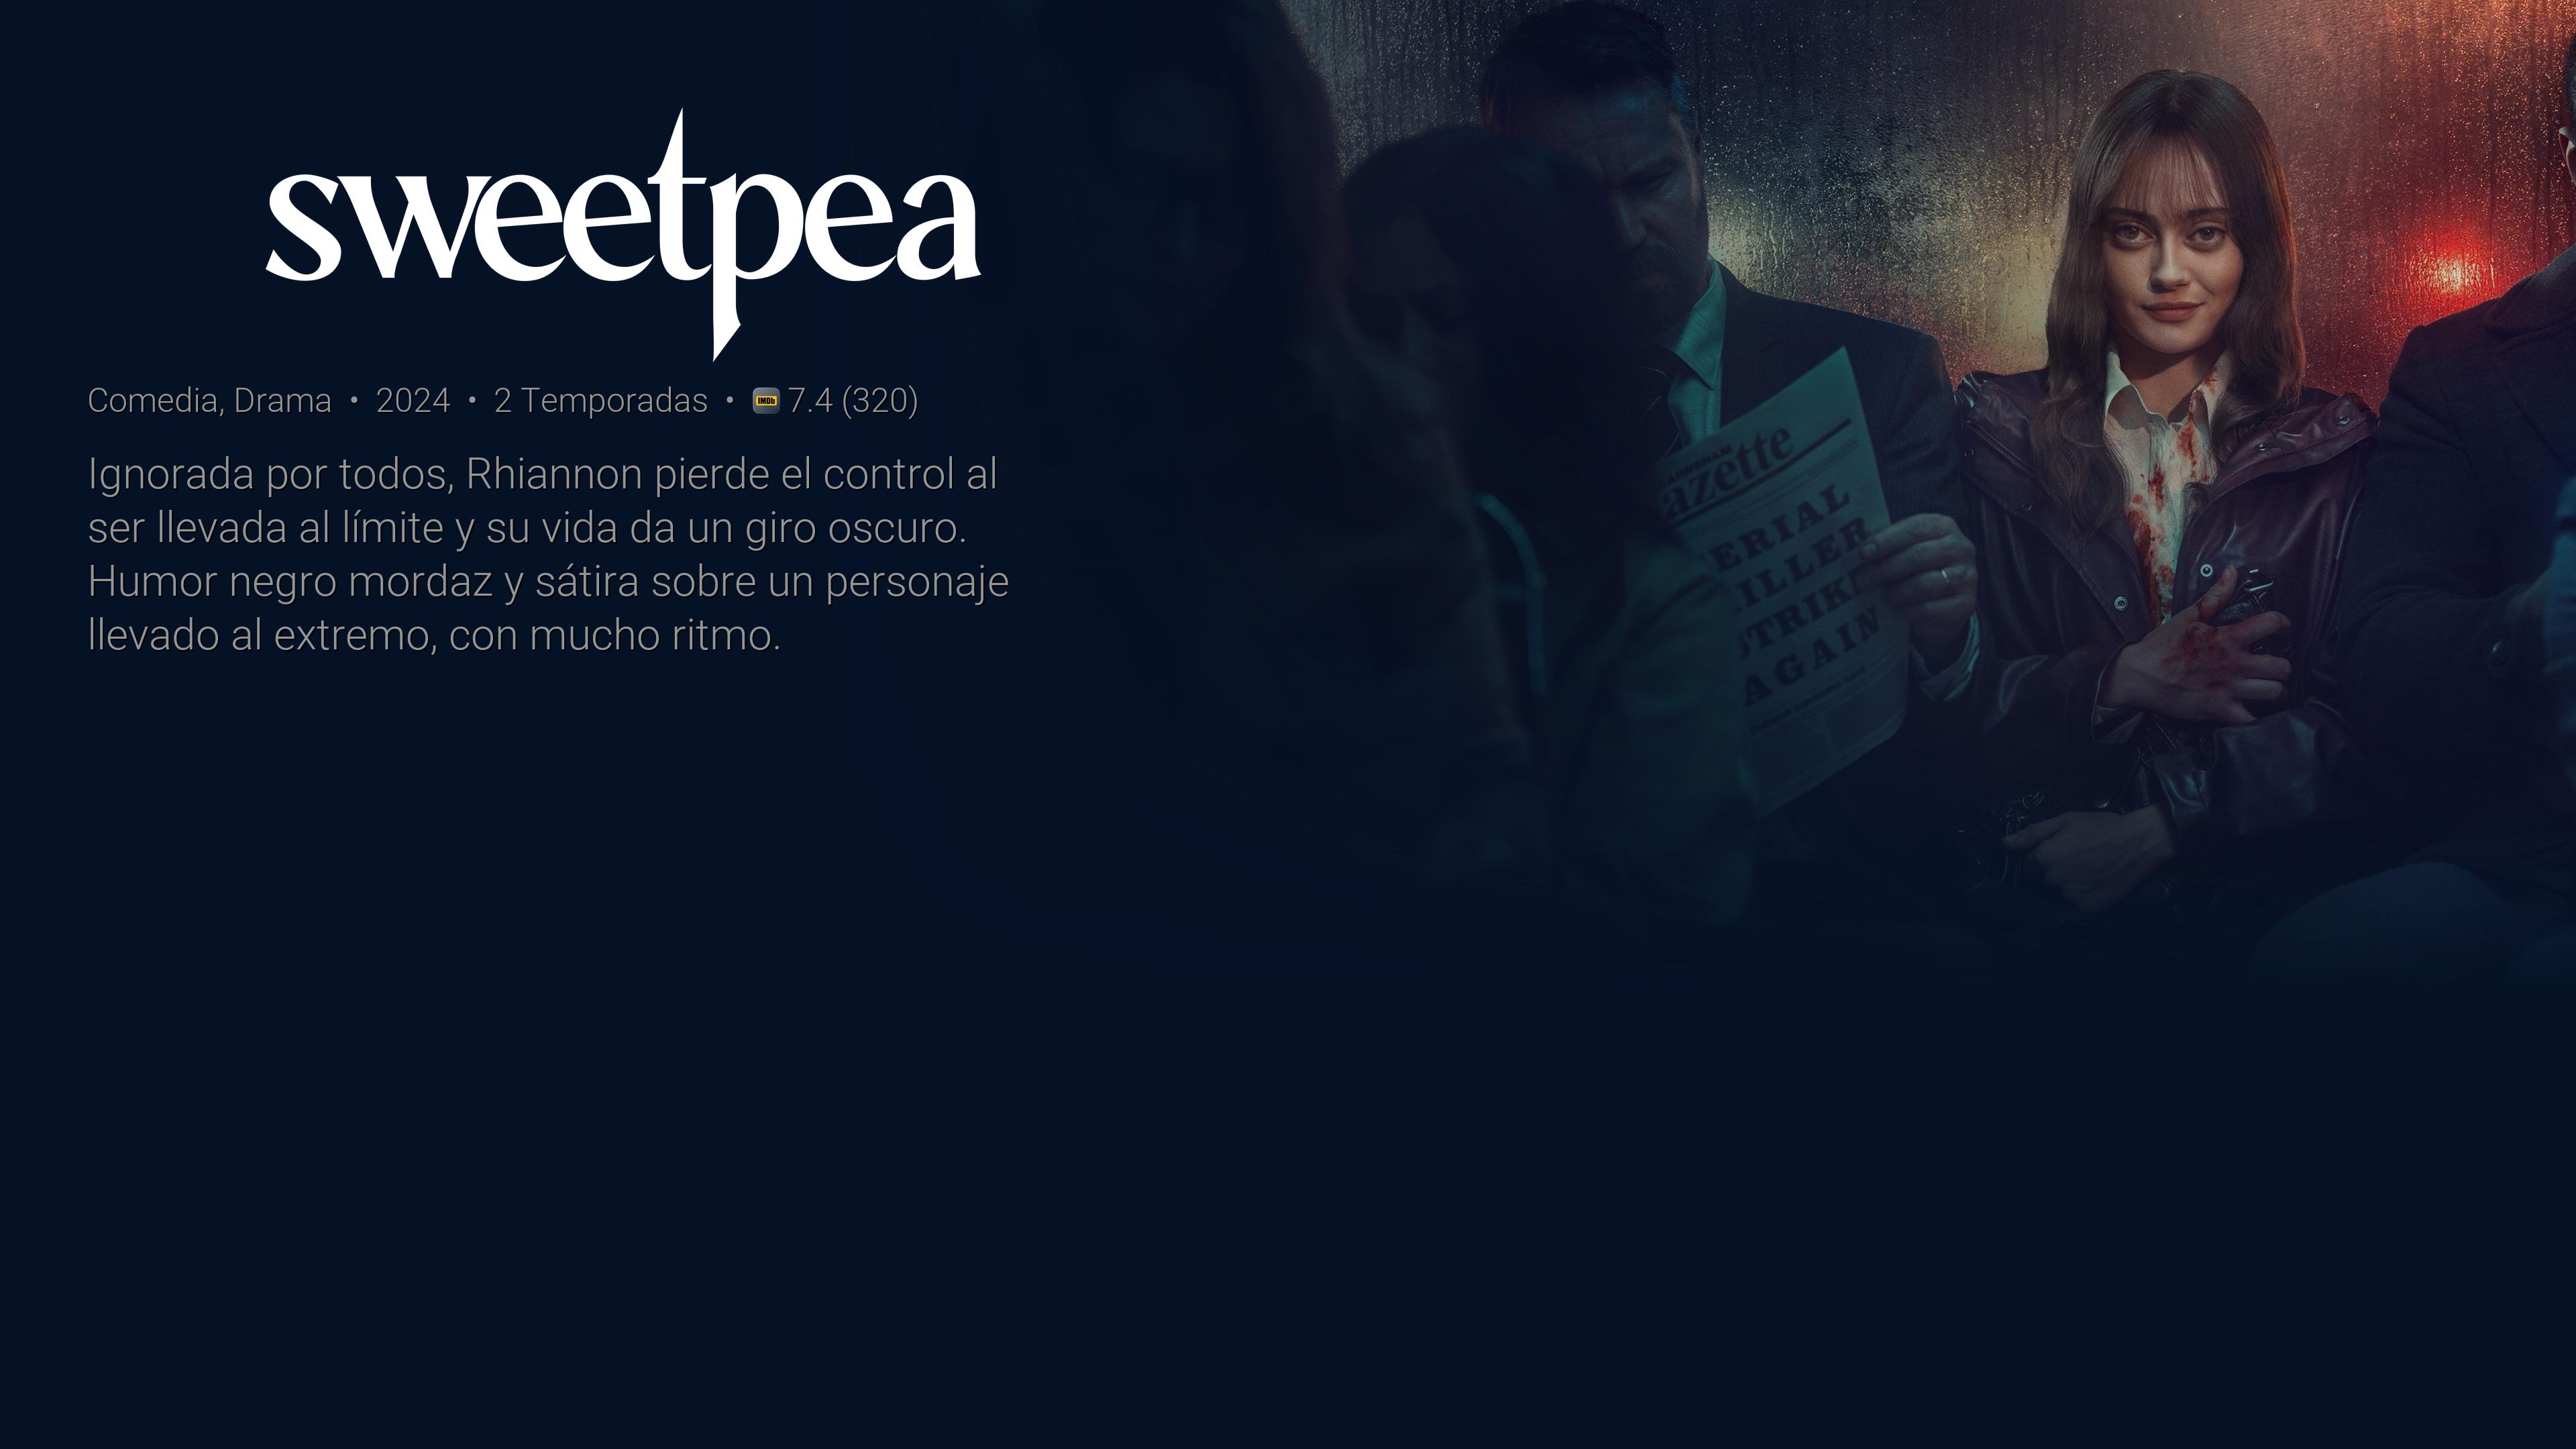 sweetpea
Comedia, Drama • 2024 • 2 Temporadas • IMDb 7.4 (320)
Ignorada por todos, Rhiannon pierde el control al
ser llevada al límite y su vida da un giro oscuro.
Humor negro mordaz y sátira sobre un personaje
llevado al extremo, con mucho ritmo.
azette
ERIAL
ILLER
STRIKE
AGAIN